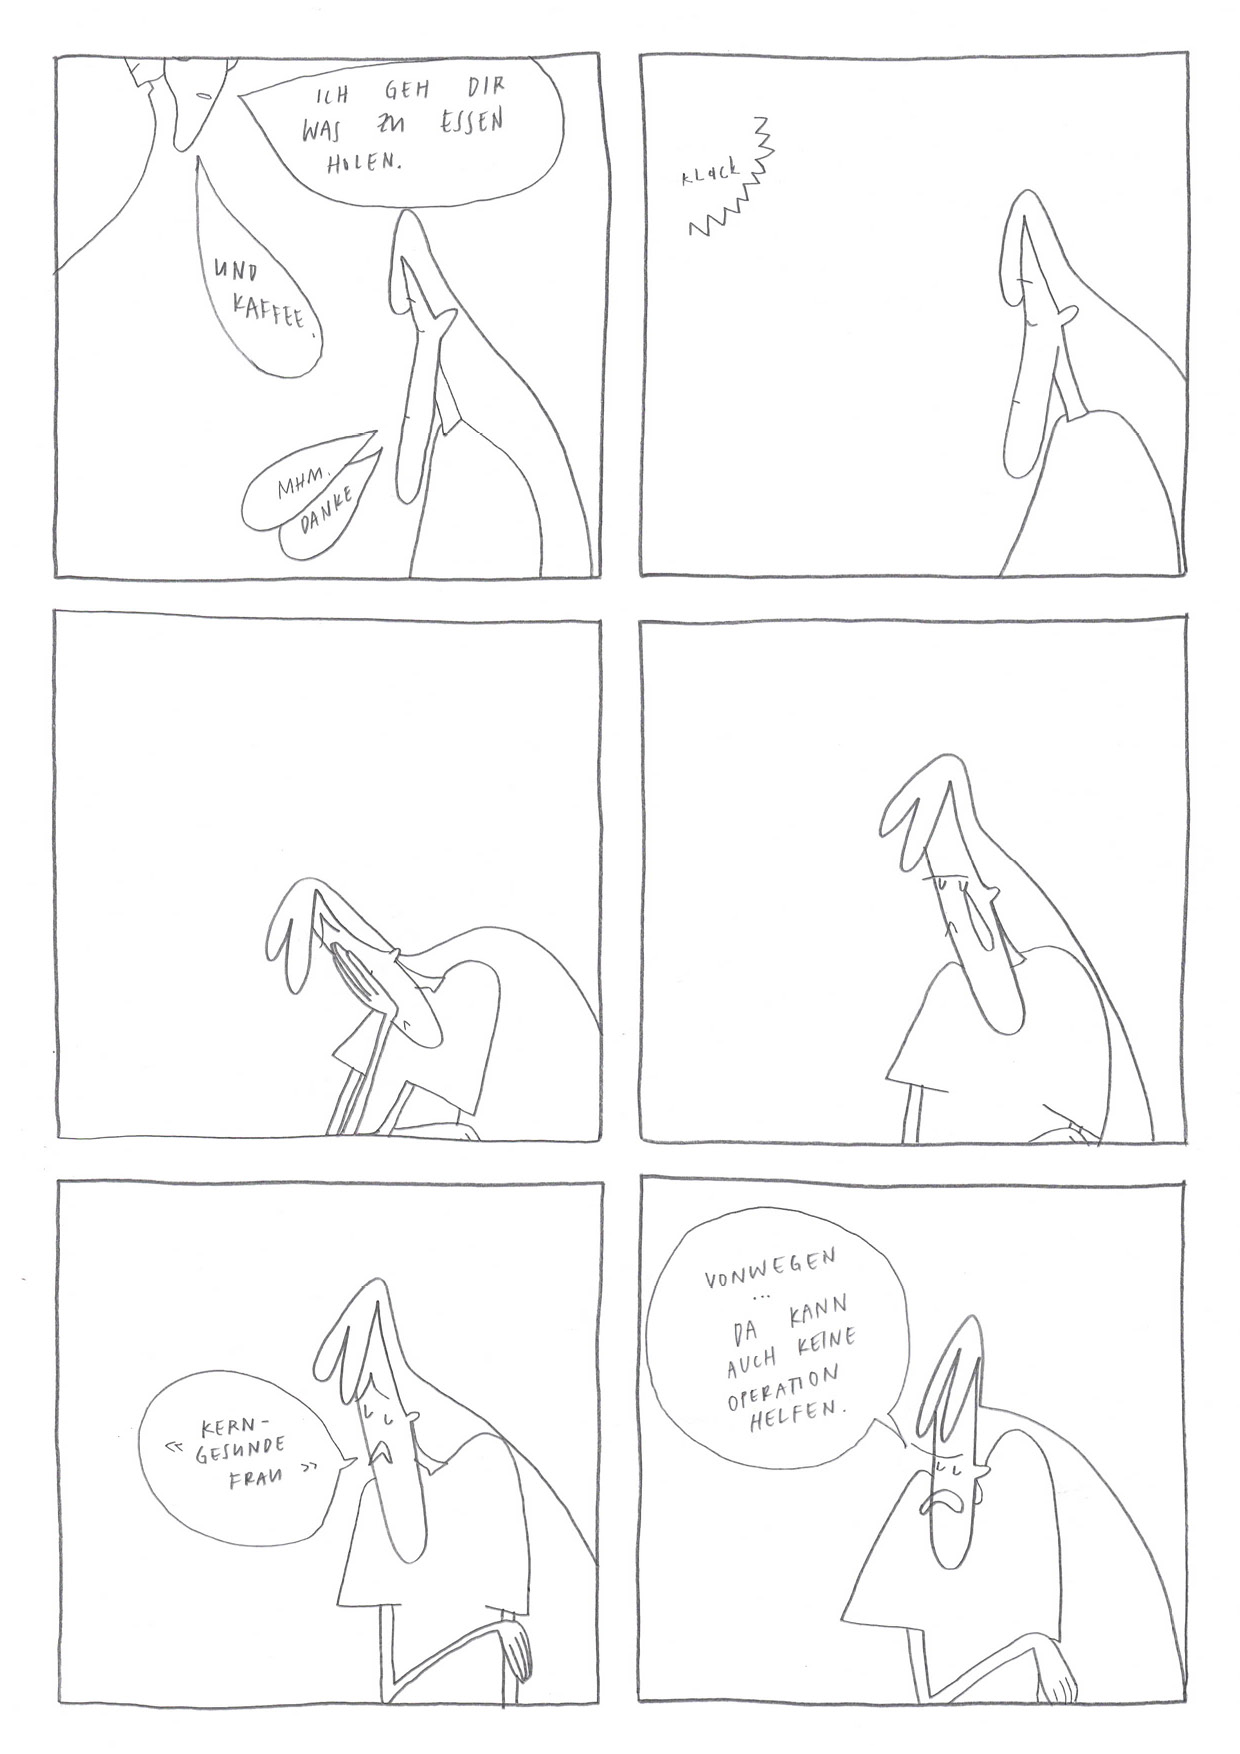 ICH GEH DIR
WAS ZU ESSEN
HOLEN.
UND
KAFFEE.
MHM.
DANKE
KLACK
KERN-
« GESUNDE
FRAU »
VONWEGEN
...
DA KANN
AUCH KEINE
OPERATION
HELFEN.